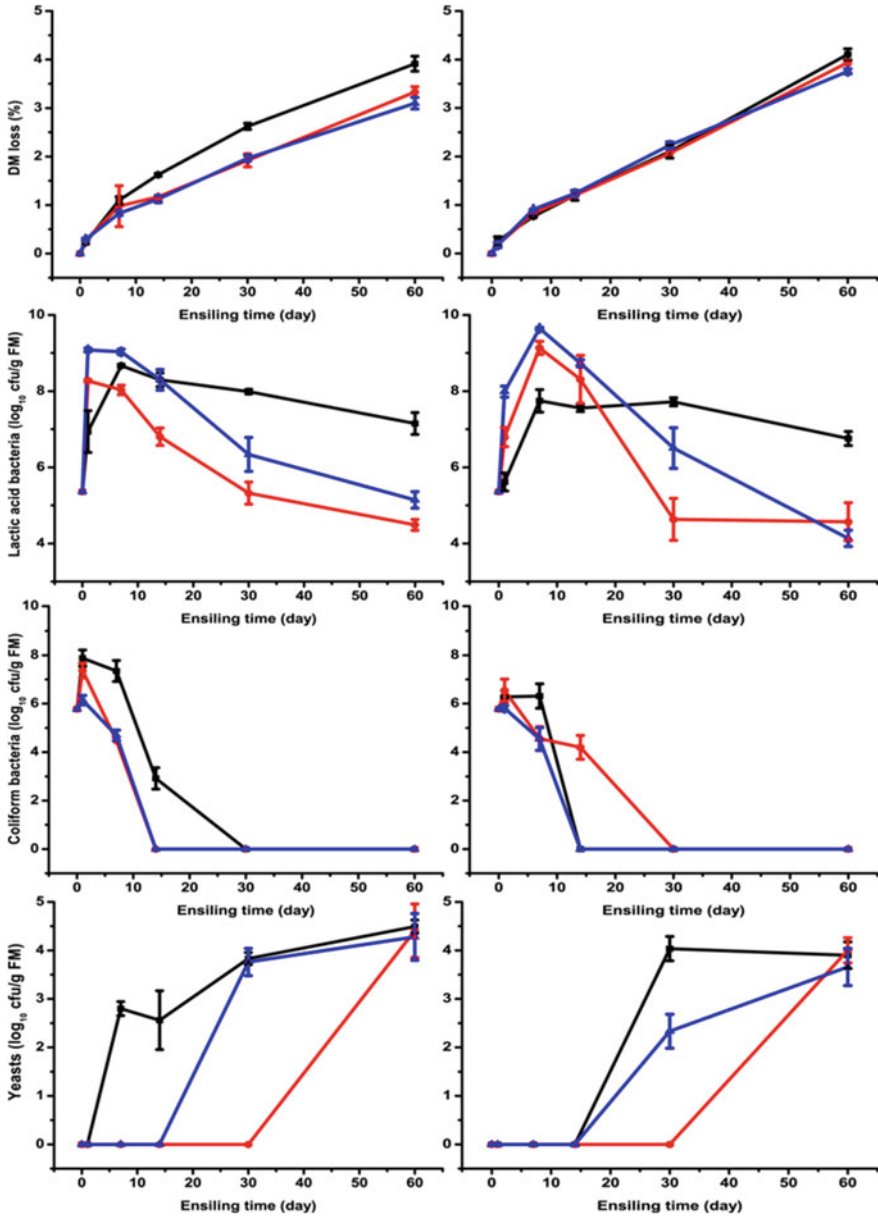 DM loss (%)
5
4
3
2
1
0
0 10 20 30 40 50 60
Ensiling time (day)
5
4
3
2
1
0
0 10 20 30 40 50 60
Ensiling time (day)
Lactic acid bacteria (log10 cfu/g FM)
10
8
6
4
0 10 20 30 40 50 60
Ensiling time (day)
10
8
6
4
0 10 20 30 40 50 60
Ensiling time (day)
Coliform bacteria (log10 cfu/g FM)
10
8
6
4
2
0
0 10 20 30 40 50 60
Ensiling time (day)
10
8
6
4
2
0
0 10 20 30 40 50 60
Ensiling time (day)
Yeasts (log10 cfu/g FM)
5
4
3
2
1
0
0 10 20 30 40 50 60
Ensiling time (day)
5
4
3
2
1
0
0 10 20 30 40 50 60
Ensiling time (day)